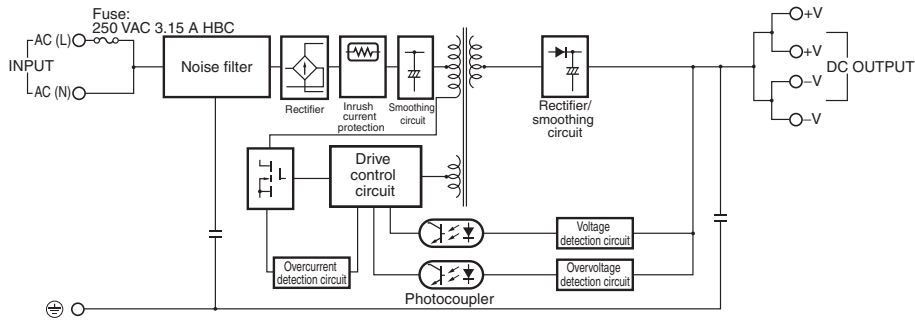 Fuse:
250 VAC 3.15 A HBC
AC (L)
INPUT
AC (N)
Noise filter
Rectifier
Inrush
current
protection
Smoothing
circuit
Rectifier/
smoothing
circuit
+V
+V
DC OUTPUT
−V
−V
Drive
control
circuit
Voltage
detection circuit
Overcurrent
detection circuit
Overvoltage
detection circuit
Photocoupler